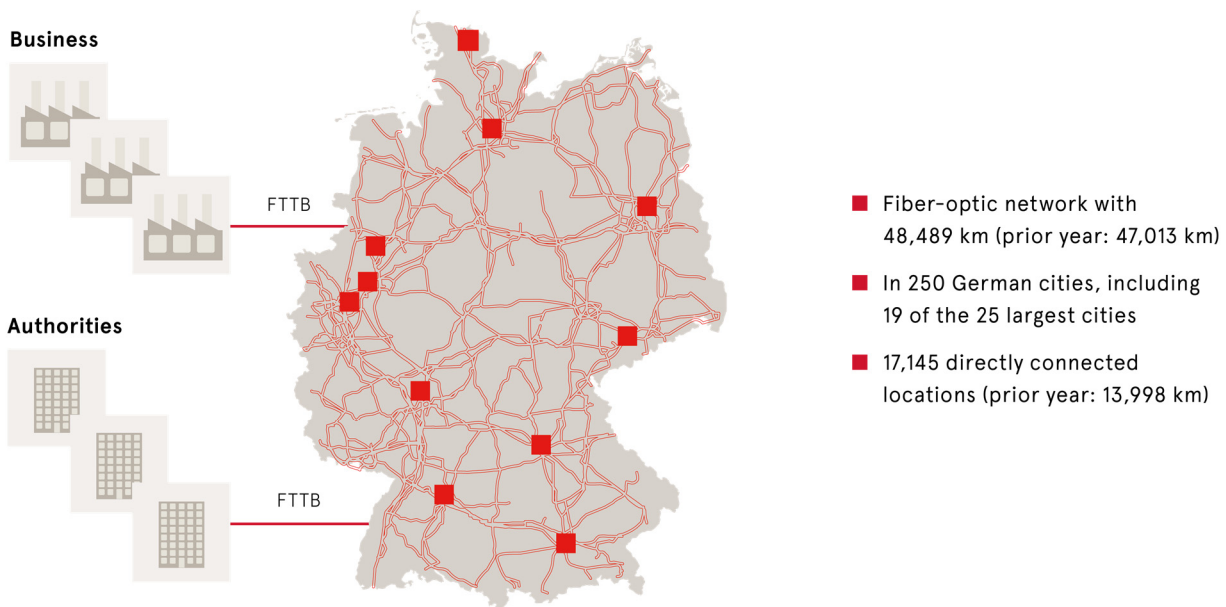 Business
FTTB
Authorities
FTTB
Fiber-optic network with
48,489 km (prior year: 47,013 km)
In 250 German cities, including
19 of the 25 largest cities
17,145 directly connected
locations (prior year: 13,998 km)